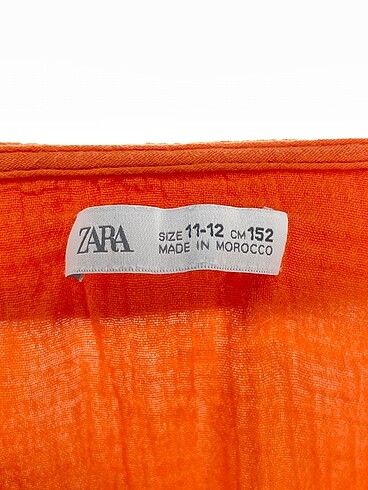 ZARA
SIZE 11-12 CM 152
MADE IN MOROCCO